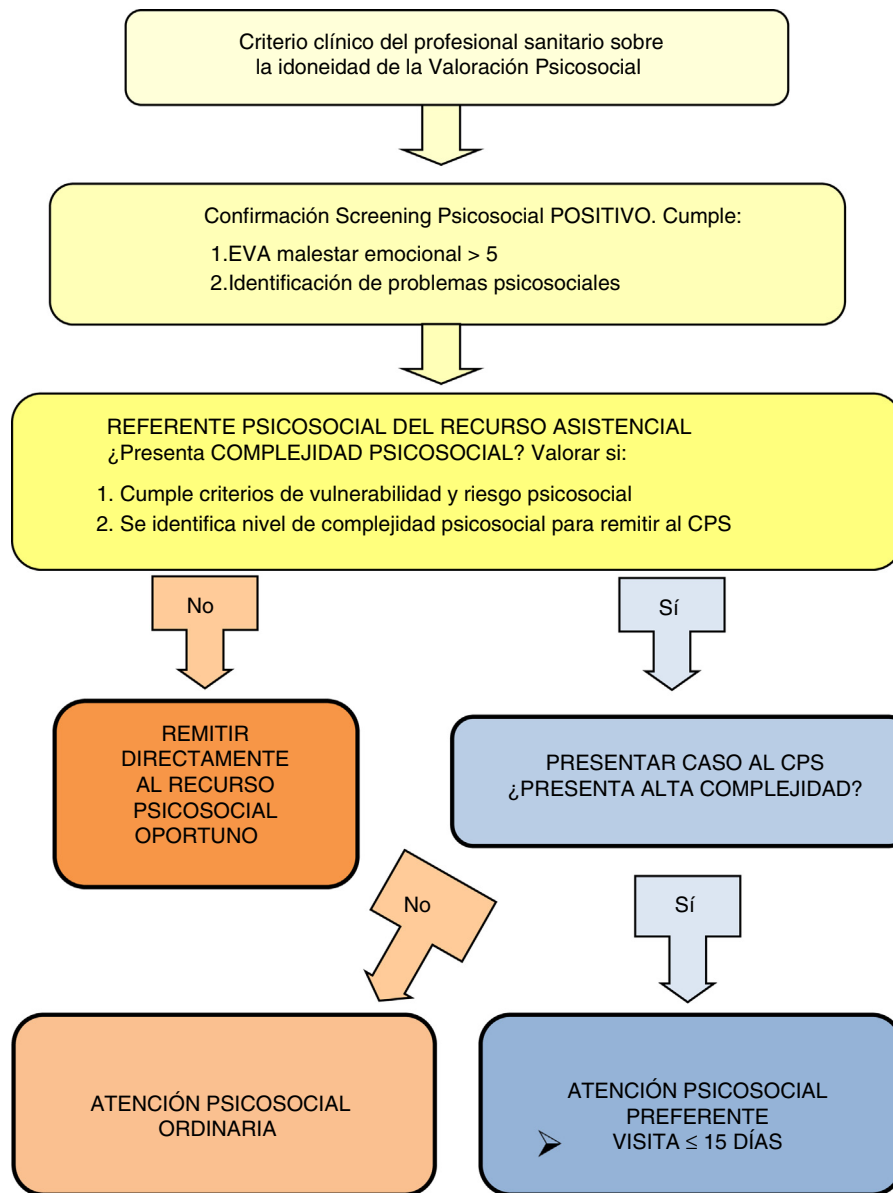 Criterio clínico del profesional sanitario sobre
la idoneidad de la Valoración Psicosocial
Confirmación Screening Psicosocial POSITIVO. Cumple:
1.EVA malestar emocional > 5
2.Identificación de problemas psicosociales
REFERENTE PSICOSOCIAL DEL RECURSO ASISTENCIAL
¿Presenta COMPLEJIDAD PSICOSOCIAL? Valorar si:
1. Cumple criterios de vulnerabilidad y riesgo psicosocial
2. Se identifica nivel de complejidad psicosocial para remitir al CPS
No
Sí
REMITIR
DIRECTAMENTE
AL RECURSO
PSICOSOCIAL
OPORTUNO
PRESENTAR CASO AL CPS
¿PRESENTA ALTA COMPLEJIDAD?
No
Sí
ATENCIÓN PSICOSOCIAL
ORDINARIA
ATENCIÓN PSICOSOCIAL
PREFERENTE
➢ VISITA ≤ 15 DÍAS